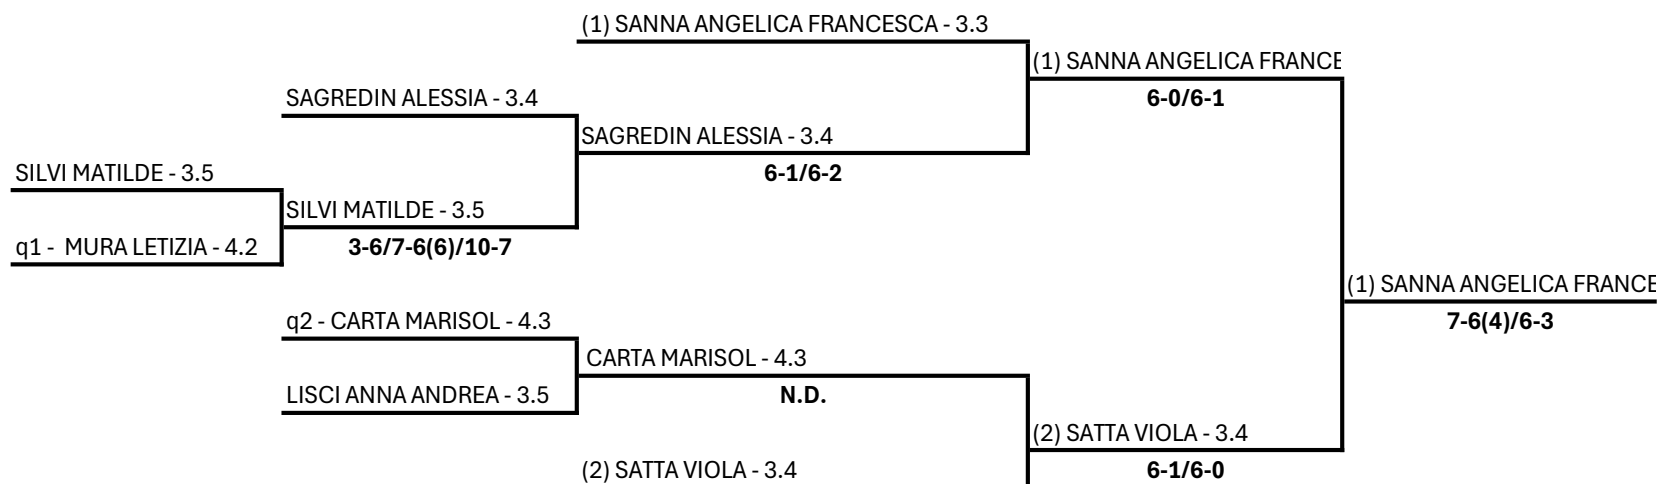 (1) SANNA ANGELICA FRANCESCA - 3.3
(1) SANNA ANGELICA FRANCE
SAGREDIN ALESSIA - 3.4
6-0/6-1
SAGREDIN ALESSIA - 3.4
SILVI MATILDE - 3.5
6-1/6-2
SILVI MATILDE - 3.5
q1 - MURA LETIZIA - 4.2
3-6/7-6(6)/10-7
(1) SANNA ANGELICA FRANCE
q2 - CARTA MARISOL - 4.3
7-6(4)/6-3
CARTA MARISOL - 4.3
LISCI ANNA ANDREA - 3.5
N.D.
(2) SATTA VIOLA - 3.4
(2) SATTA VIOLA - 3.4
6-1/6-0